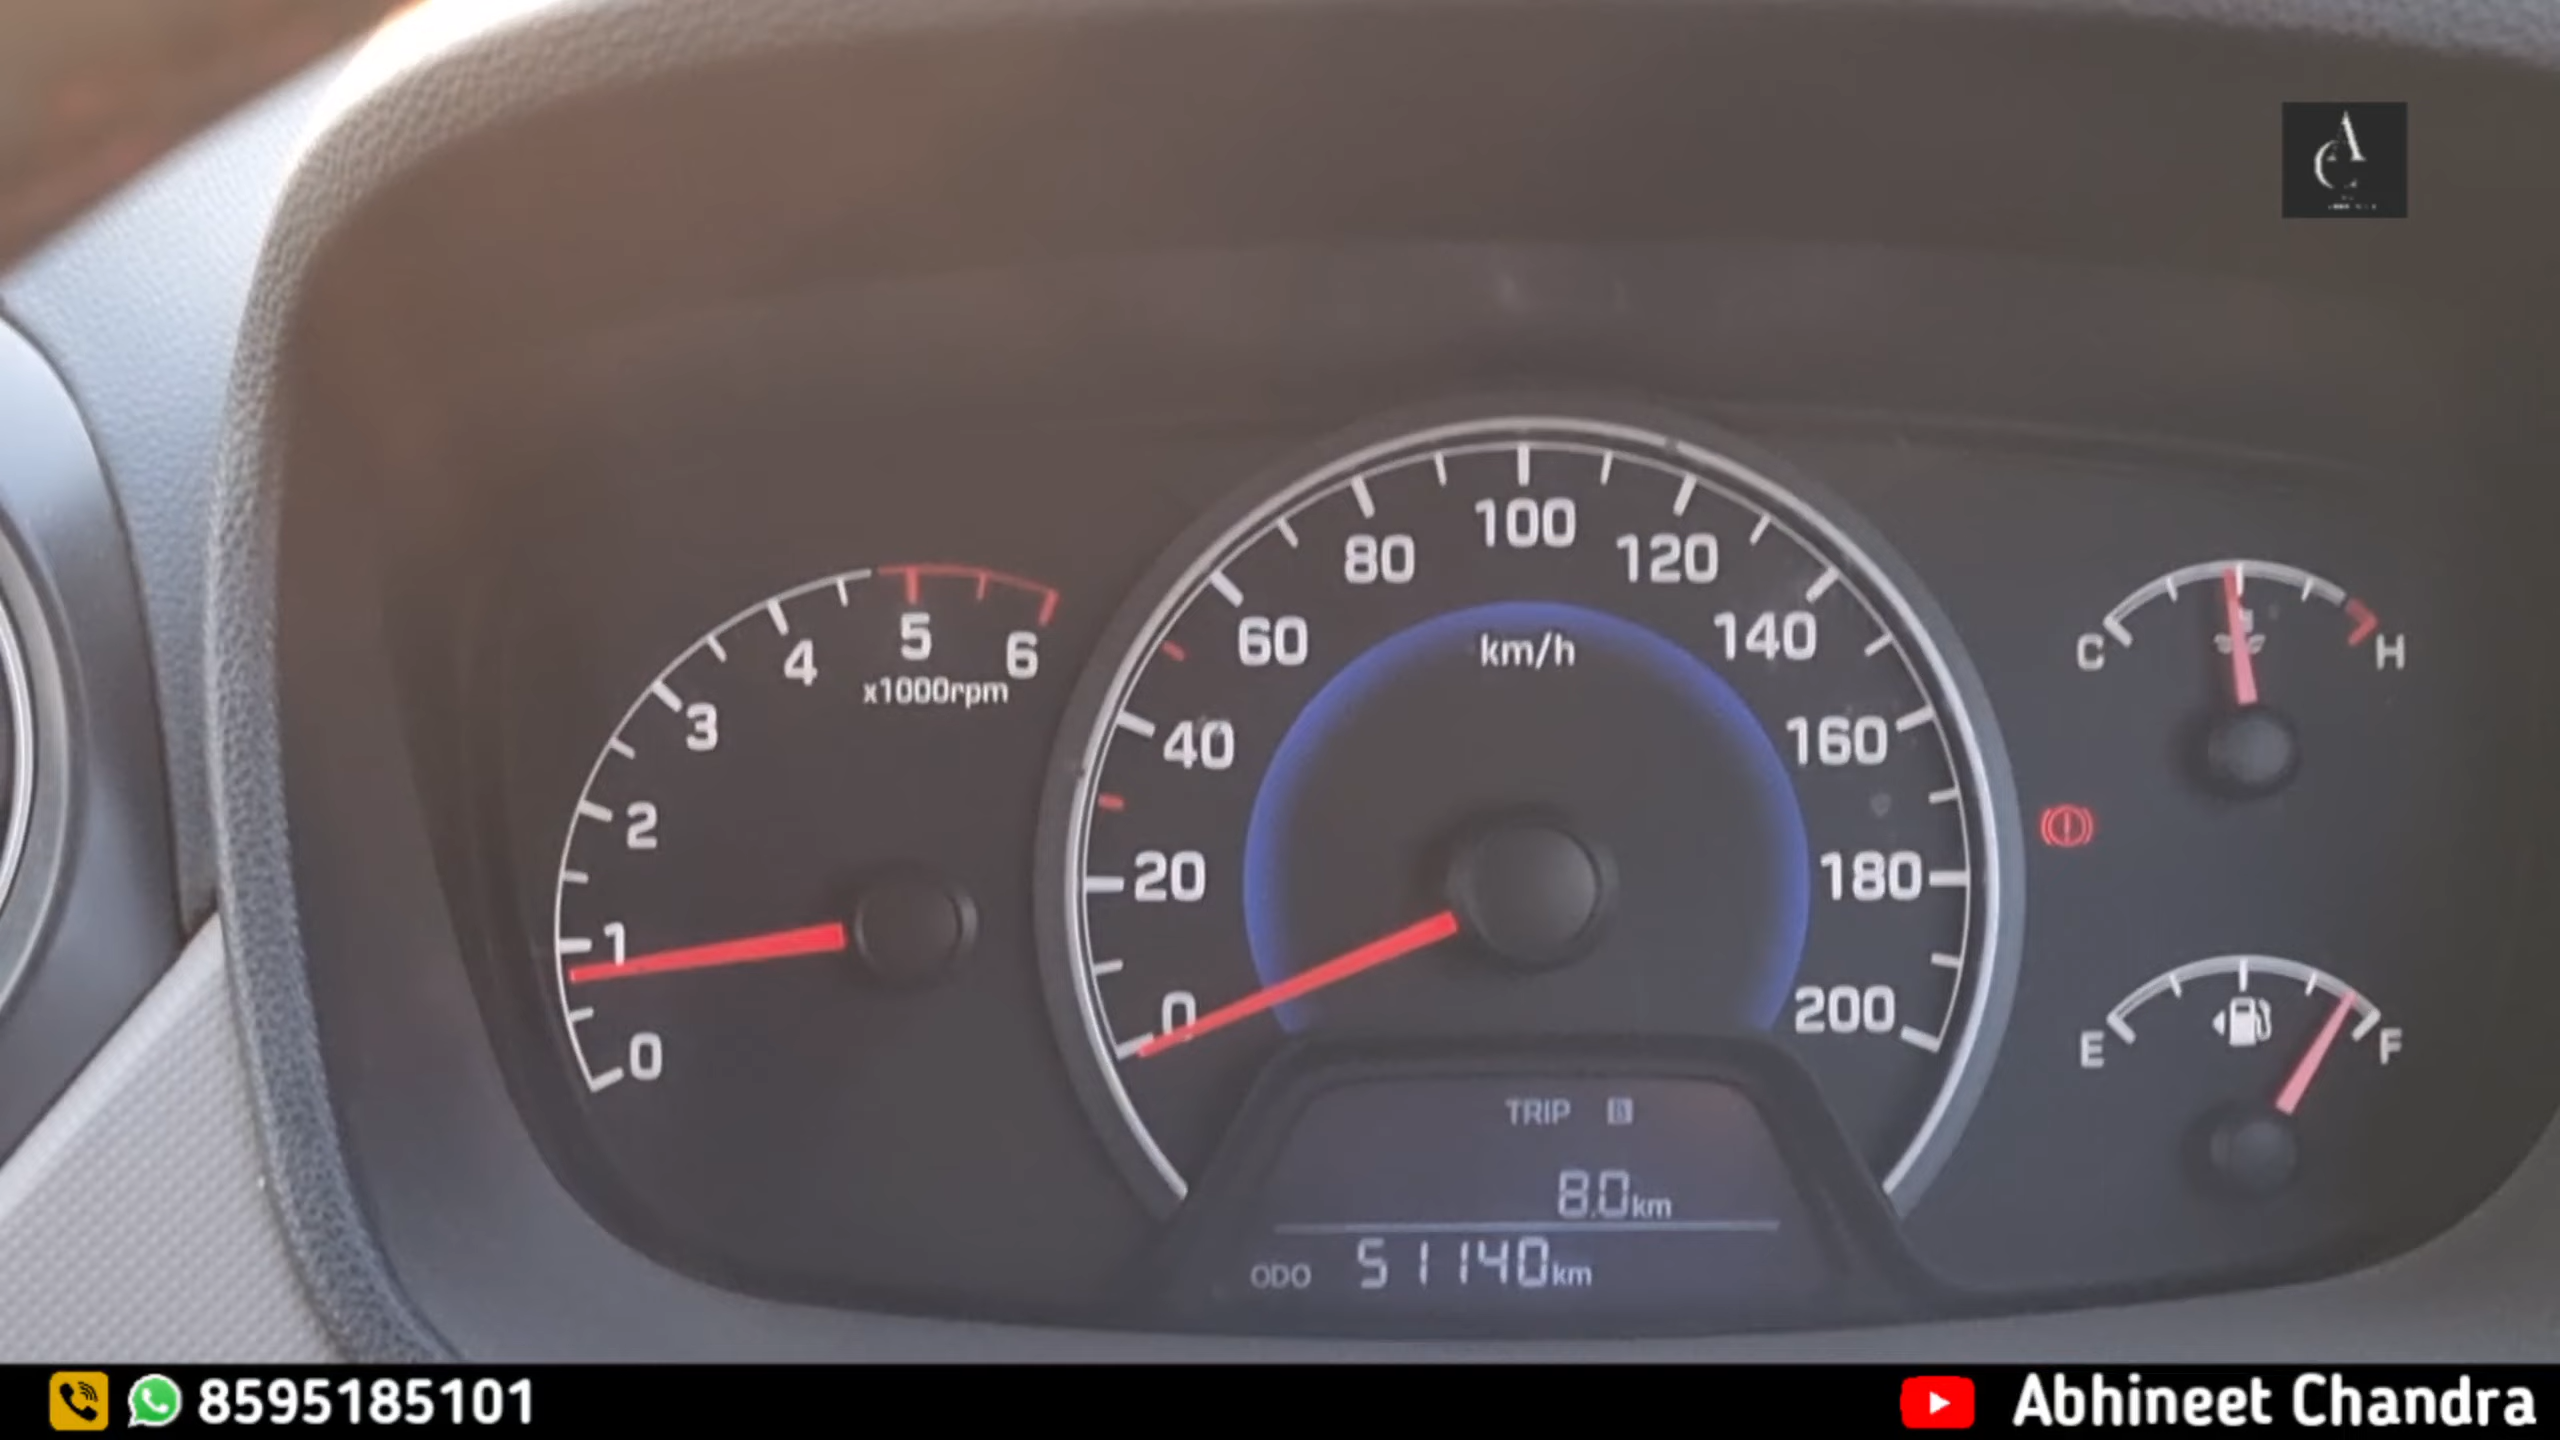 0 1 2 3 4 5 6
x1000rpm
0 20 40 60 80 100 120 140 160 180 200
km/h
C H
E F
TRIP B
8.0km
ODO 51140km
8595185101
Abhineet Chandra